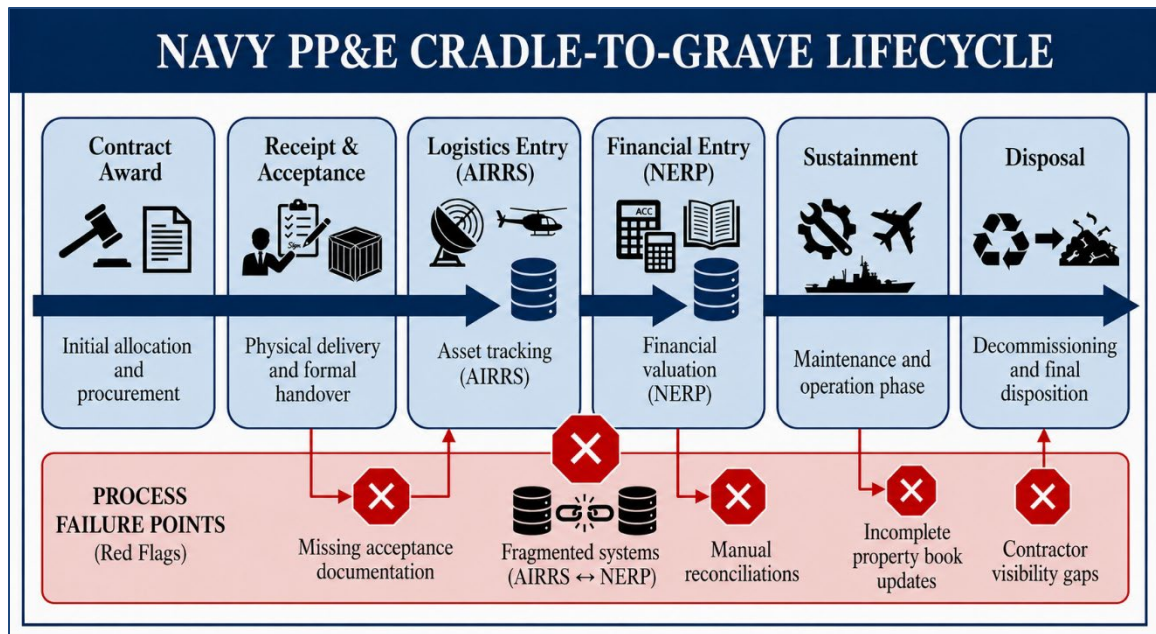 NAVY PP&E CRADLE-TO-GRAVE LIFECYCLE
Contract
Award
Initial allocation
and
procurement
Receipt &
Acceptance
Sign
Physical delivery
and formal
handover
Logistics Entry
(AIRRS)
Asset tracking
(AIRRS)
Financial Entry
(NERP)
ACC
Financial
valuation
(NERP)
Sustainment
Maintenance and
operation phase
Disposal
Decommissioning
and final
disposition
PROCESS
FAILURE POINTS
(Red Flags)
Missing acceptance
documentation
Fragmented systems
(AIRRS ↔ NERP)
Manual
reconciliations
Incomplete
property book
updates
Contractor
visibility gaps